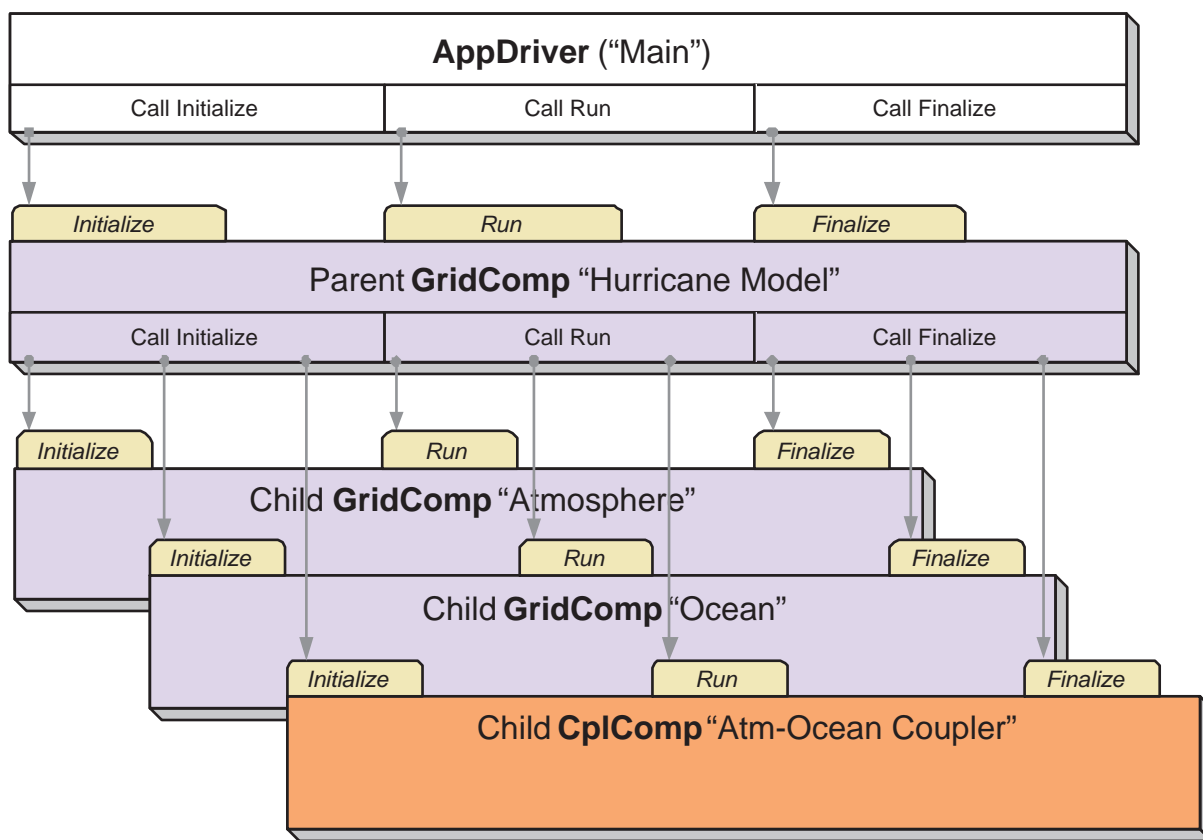 AppDriver (“Main”)
Call Initialize
Call Run
Call Finalize
Initialize
Run
Finalize
Parent GridComp “Hurricane Model”
Call Initialize
Call Run
Call Finalize
Initialize
Run
Finalize
Child GridComp “Atmosphere”
Initialize
Run
Finalize
Child GridComp “Ocean”
Initialize
Run
Finalize
Child CplComp “Atm-Ocean Coupler”